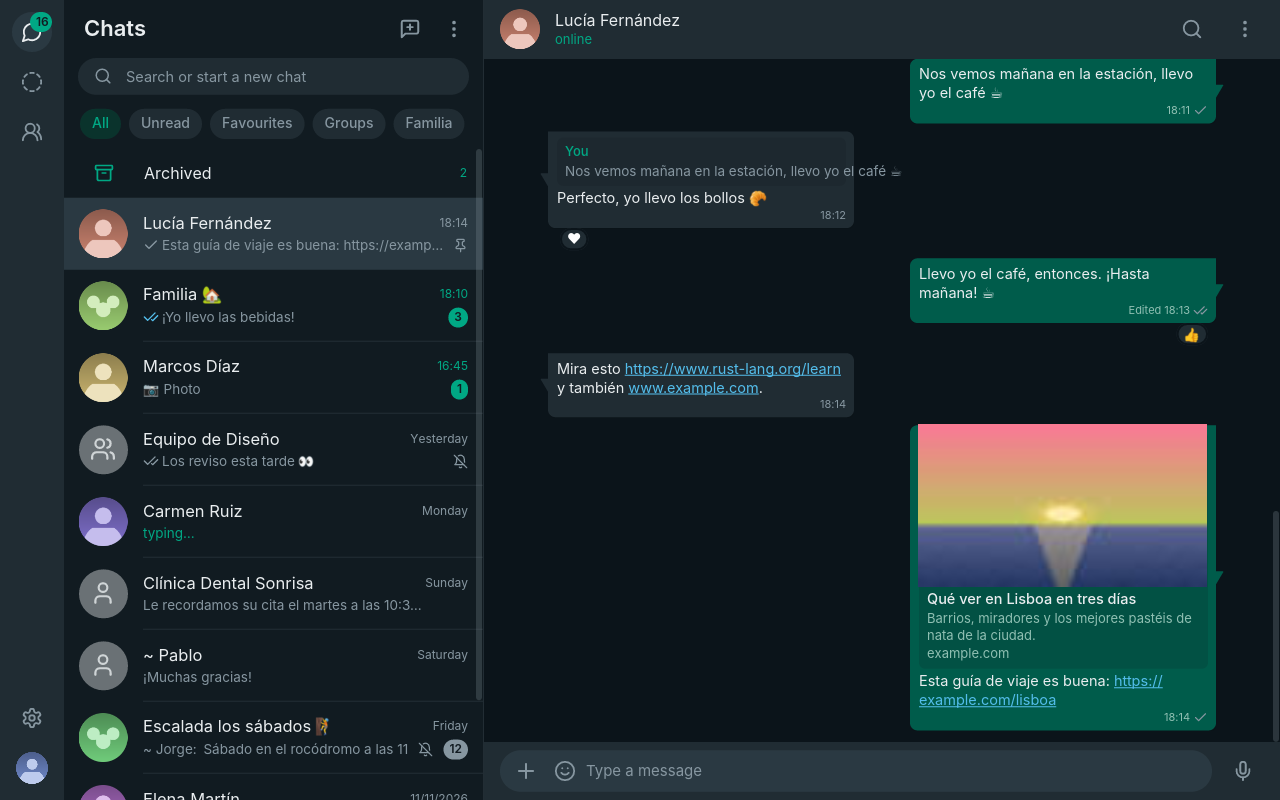 16
Chats
Search or start a new chat
All
Unread
Favourites
Groups
Familia
Archived
2
Lucía Fernández
18:14
Esta guía de viaje es buena: https://examp...
Familia 🏡
18:10
¡Yo llevo las bebidas!
3
Marcos Díaz
16:45
📷 Photo
1
Equipo de Diseño
Yesterday
Los reviso esta tarde 👀
Carmen Ruiz
Monday
typing...
Clínica Dental Sonrisa
Sunday
Le recordamos su cita el martes a las 10:3...
~ Pablo
Saturday
¡Muchas gracias!
Escalada los sábados 🧗
Friday
~ Jorge: Sábado en el rocódromo a las 11
12
Elena Martín
11/11/2026
Lucía Fernández
online
Nos vemos mañana en la estación, llevo
yo el café ☕
18:11
You
Nos vemos mañana en la estación, llevo yo el café ☕
Perfecto, yo llevo los bollos 🥐
18:12
Llevo yo el café, entonces. ¡Hasta
mañana! ☕
Edited 18:13
👍
Mira esto https://www.rust-lang.org/learn
y también www.example.com.
18:14
Qué ver en Lisboa en tres días
Barrios, miradores y los mejores pastéis de
nata de la ciudad.
example.com
Esta guía de viaje es buena: https://
example.com/lisboa
18:14
Type a message